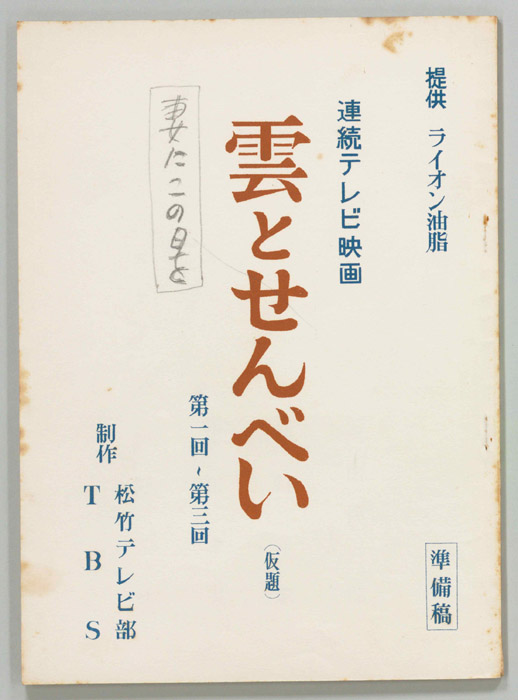 提供 ライオン油脂
連続テレビ映画
雲とせんべい
(仮題)
妻にこの日を
第一回~第三回
制作 松竹テレビ部
TBS
準備稿